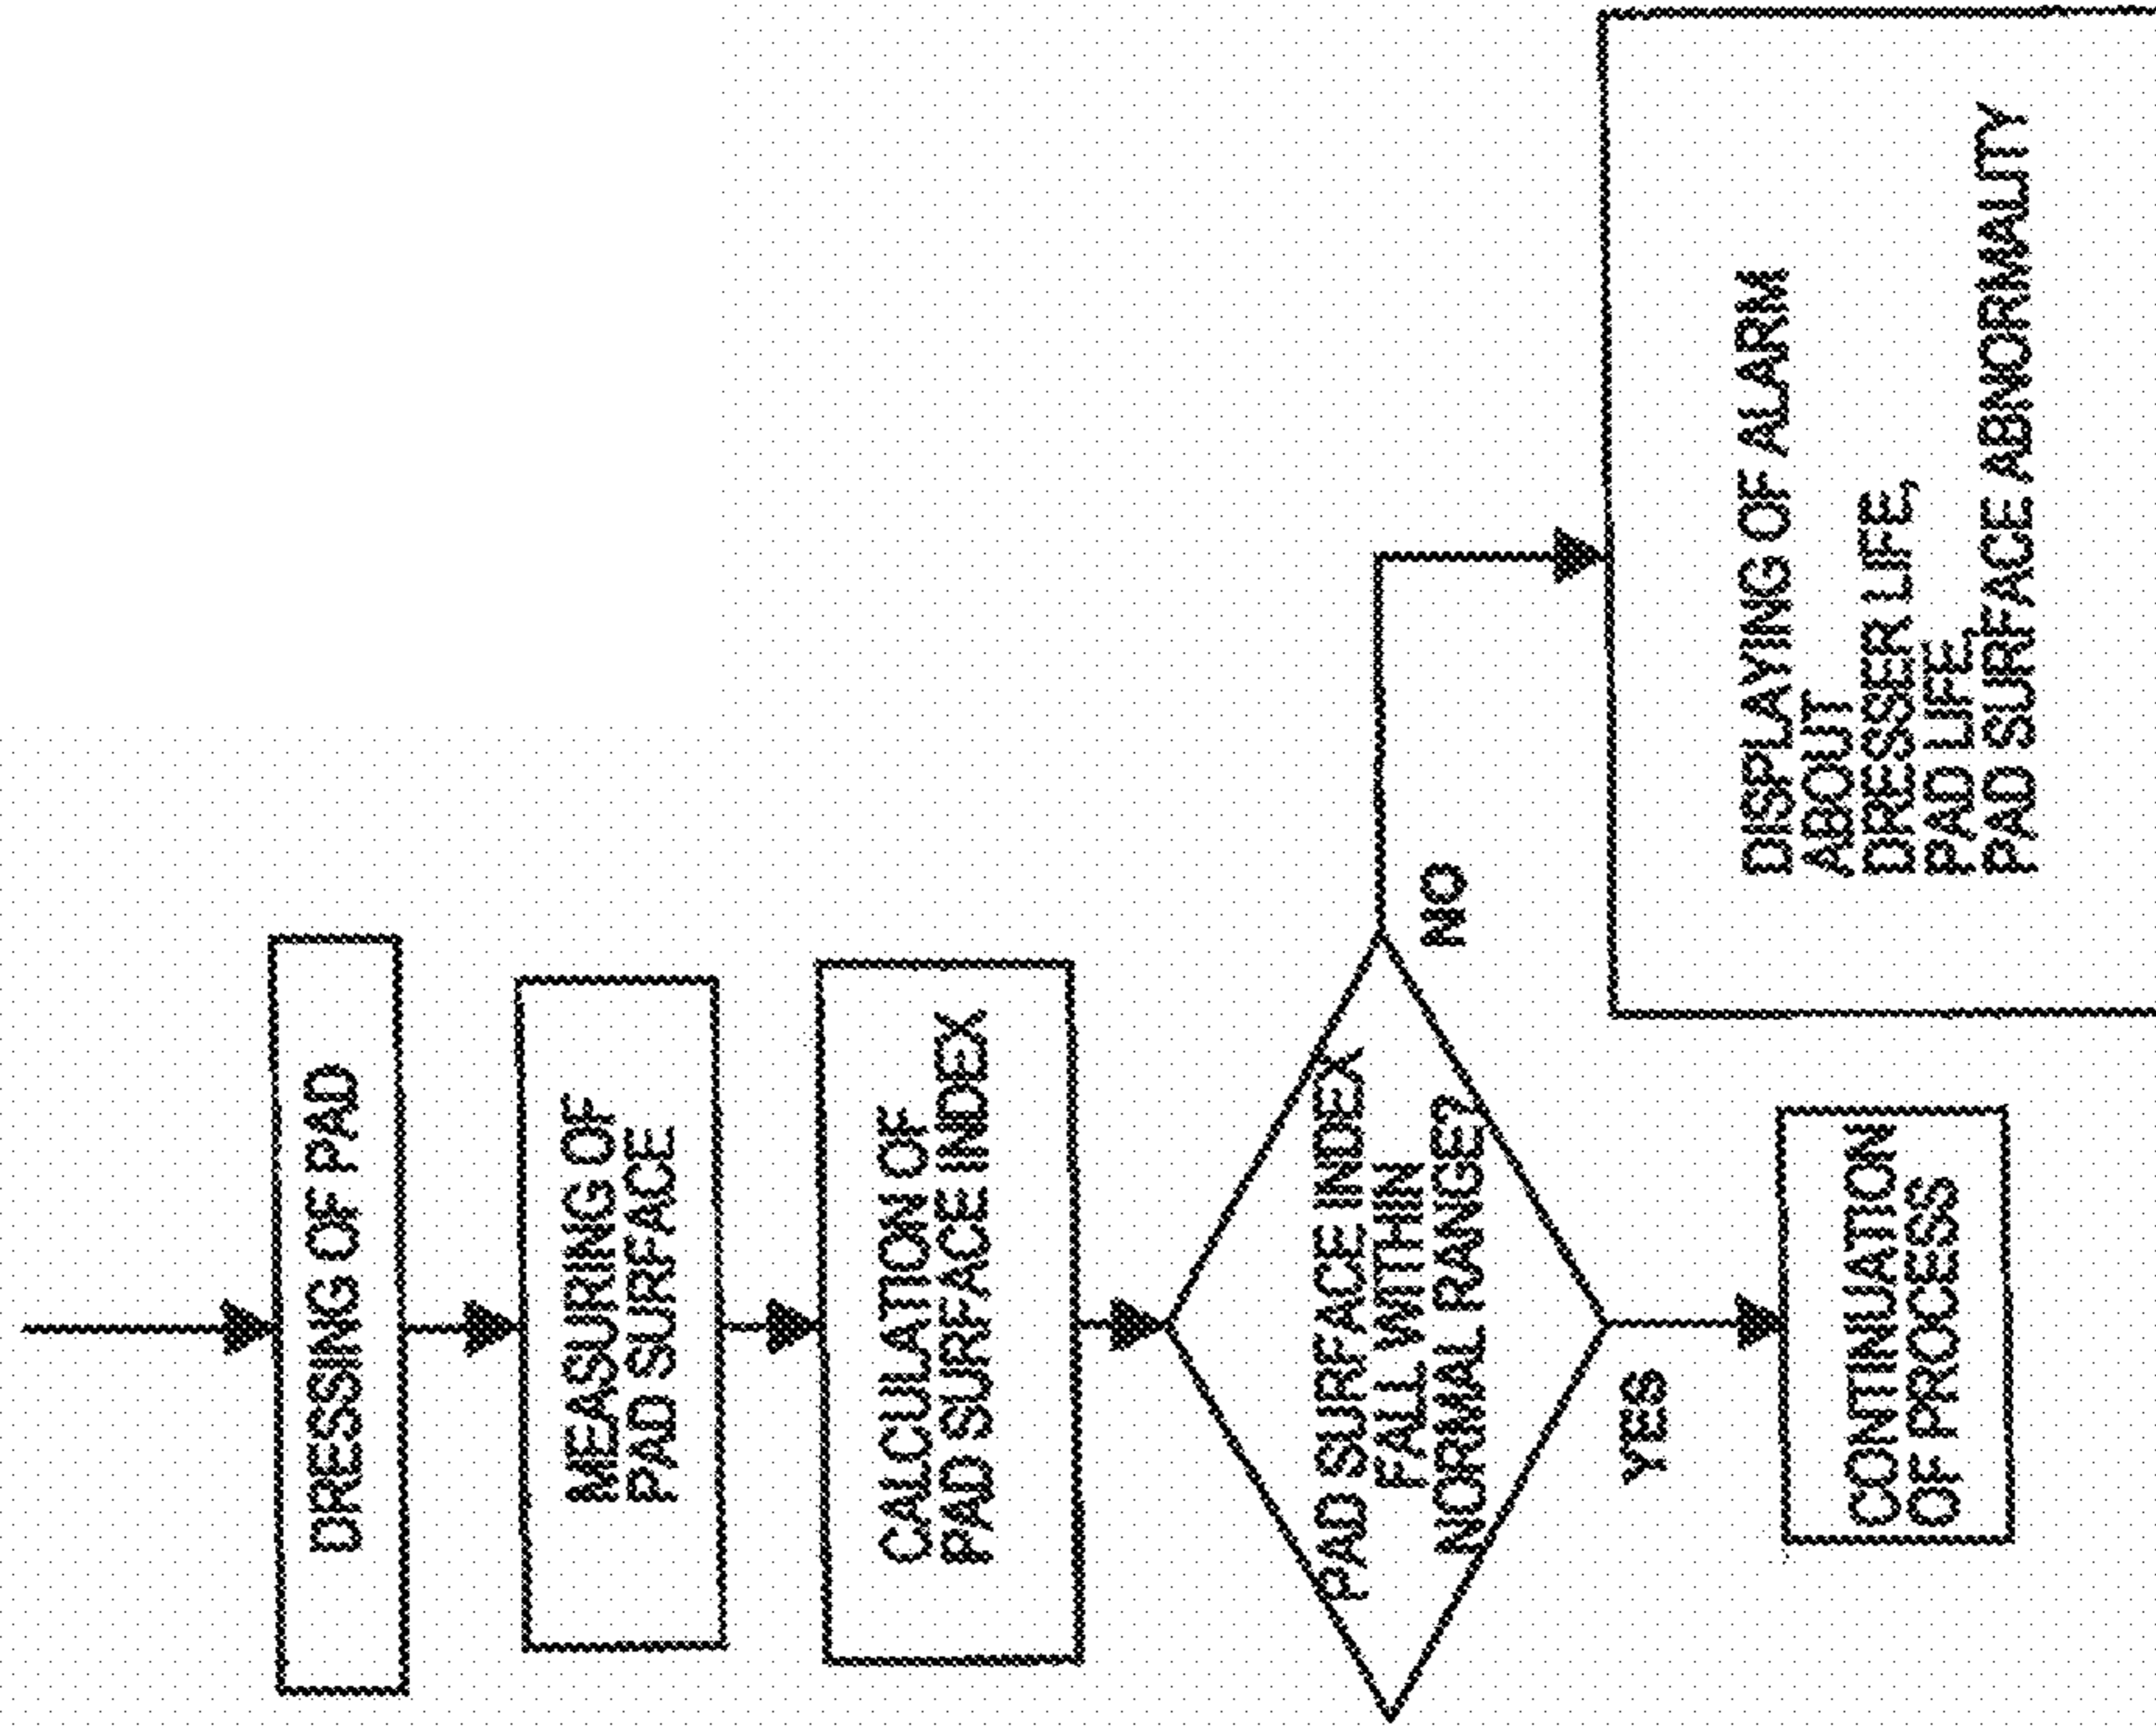 DRESSING OF PAD
MEASURING OF
PAD SURFACE
CALCULATION OF
PAD SURFACE INDEX
PAD SURFACE INDEX
FALL WITHIN
NORMAL RANGE?
NO
YES
DISPLAYING OF ALARM
ABOUT
DRESSER LIFE,
PAD LIFE,
PAD SURFACE ABNORMALITY
CONTINUATION
OF PROCESS